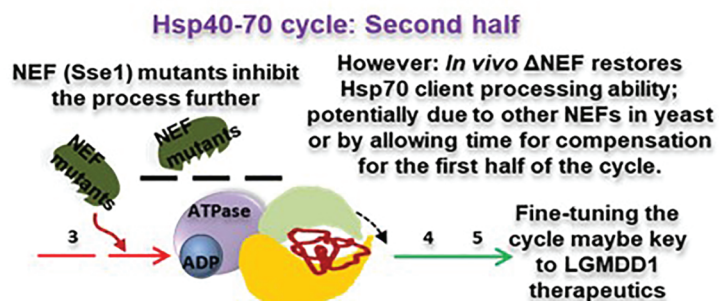 Hsp40-70 cycle: Second half
NEF (Sse1) mutants inhibit
the process further
However: In vivo ΔNEF restores
Hsp70 client processing ability;
potentially due to other NEFs in yeast
or by allowing time for compensation
for the first half of the cycle.
NEF
mutants
NEF
mutants
3
ATPase
ADP
4 5
Fine-tuning the
cycle maybe key
to LGMDD1
therapeutics